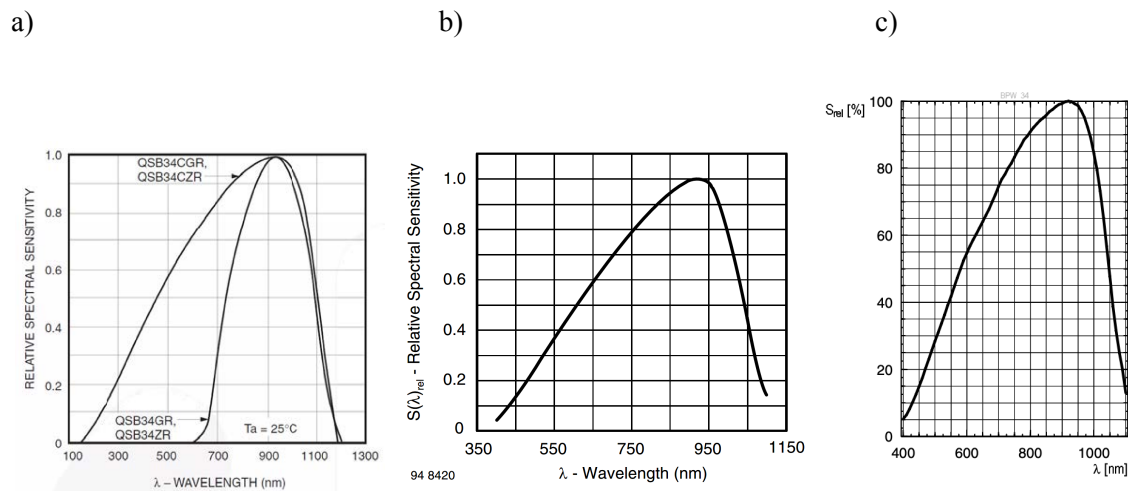 a)
b)
c)
1.0
0.8
0.6
0.4
0.2
0
RELATIVE SPECTRAL SENSITIVITY
QSB34CGR,
QSB34CZR
QSB34GR,
QSB34ZR
Ta = 25°C
100 300 500 700 900 1100 1300
λ – WAVELENGTH (nm)
1.0
0.8
0.6
0.4
0.2
0
S(λ)rel - Relative Spectral Sensitivity
350 550 750 950 1150
94 8420
λ - Wavelength (nm)
BPW 34
Srel [%]
100
80
60
40
20
0
400 600 800 1000
λ [nm]